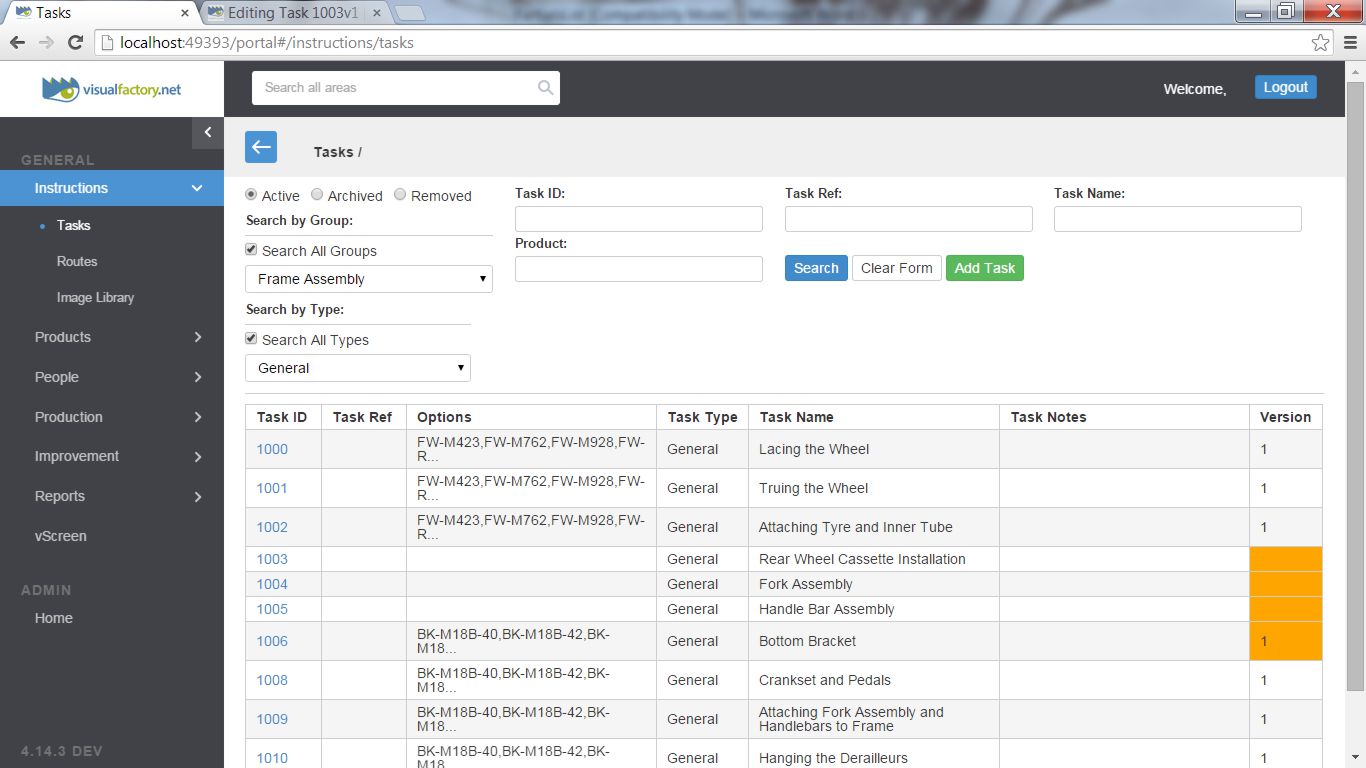 Tasks
Editing Task 1003v1
localhost:49393/portal#/instructions/tasks
visualfactory.net
Search all areas
Welcome,
Logout
GENERAL
Instructions
Tasks
Routes
Image Library
Products
People
Production
Improvement
Reports
vScreen
ADMIN
Home
4.14.3 DEV
Tasks /
Active Archived Removed
Search by Group:
Search All Groups
Frame Assembly
Search by Type:
Search All Types
General
Task ID:
Product:
Task Ref:
Task Name:
Search Clear Form Add Task
Task ID Task Ref Options Task Type Task Name Task Notes Version
1000 FW-M423,FW-M762,FW-M928,FW-
R... General Lacing the Wheel 1
1001 FW-M423,FW-M762,FW-M928,FW-
R... General Truing the Wheel 1
1002 FW-M423,FW-M762,FW-M928,FW-
R... General Attaching Tyre and Inner Tube 1
1003 General Rear Wheel Cassette Installation
1004 General Fork Assembly
1005 General Handle Bar Assembly
1006 BK-M18B-40,BK-M18B-42,BK-
M18... General Bottom Bracket 1
1008 BK-M18B-40,BK-M18B-42,BK-
M18... General Crankset and Pedals 1
1009 BK-M18B-40,BK-M18B-42,BK-
M18... General Attaching Fork Assembly and
Handlebars to Frame 1
1010 BK-M18B-40,BK-M18B-42,BK-
M18 General Hanging the Derailleurs 1